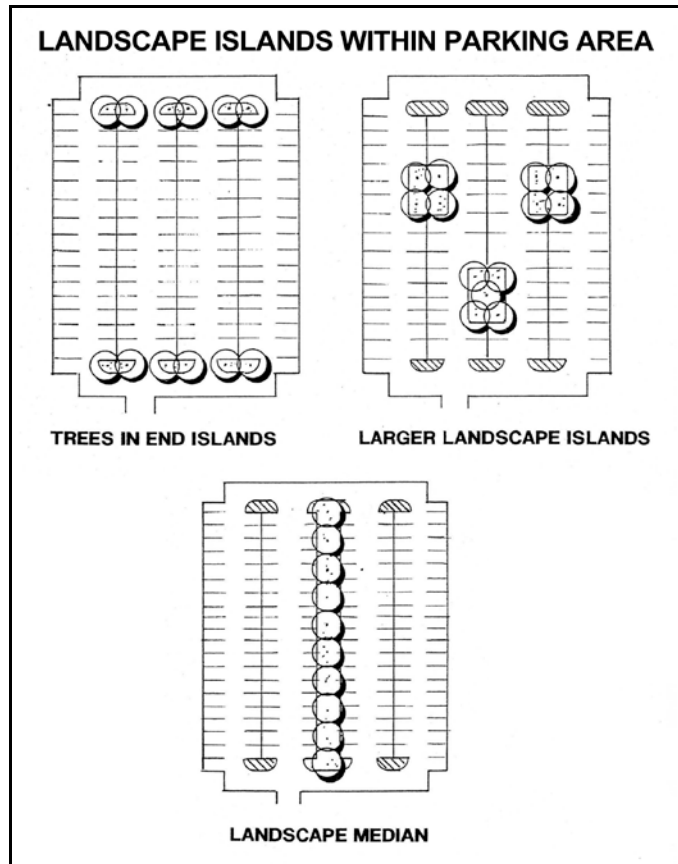 LANDSCAPE ISLANDS WITHIN PARKING AREA
TREES IN END ISLANDS
LARGER LANDSCAPE ISLANDS
LANDSCAPE MEDIAN